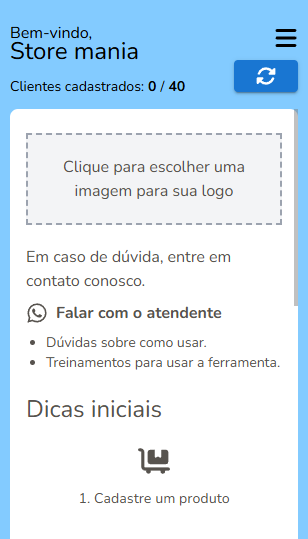 Bem-vindo,
Store mania
Clientes cadastrados: 0 / 40
Clique para escolher uma
imagem para sua logo
Em caso de dúvida, entre em
contato conosco.
Falar com o atendente
Dúvidas sobre como usar.
Treinamentos para usar a ferramenta.
Dicas iniciais
1. Cadastre um produto